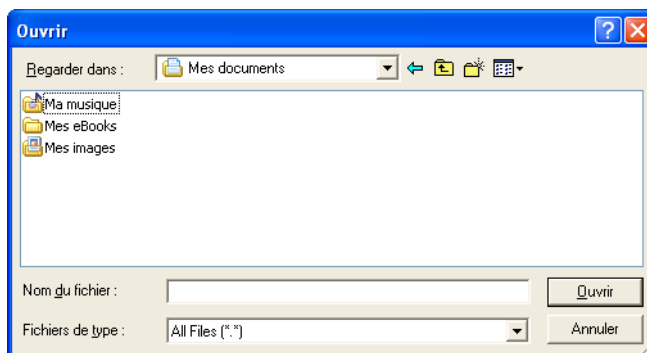 Ouvrir
Regarder dans : Mes documents
Ma musique
Mes eBooks
Mes images
Nom du fichier : Ouvrir
Fichiers de type : All Files (*.*) Annuler